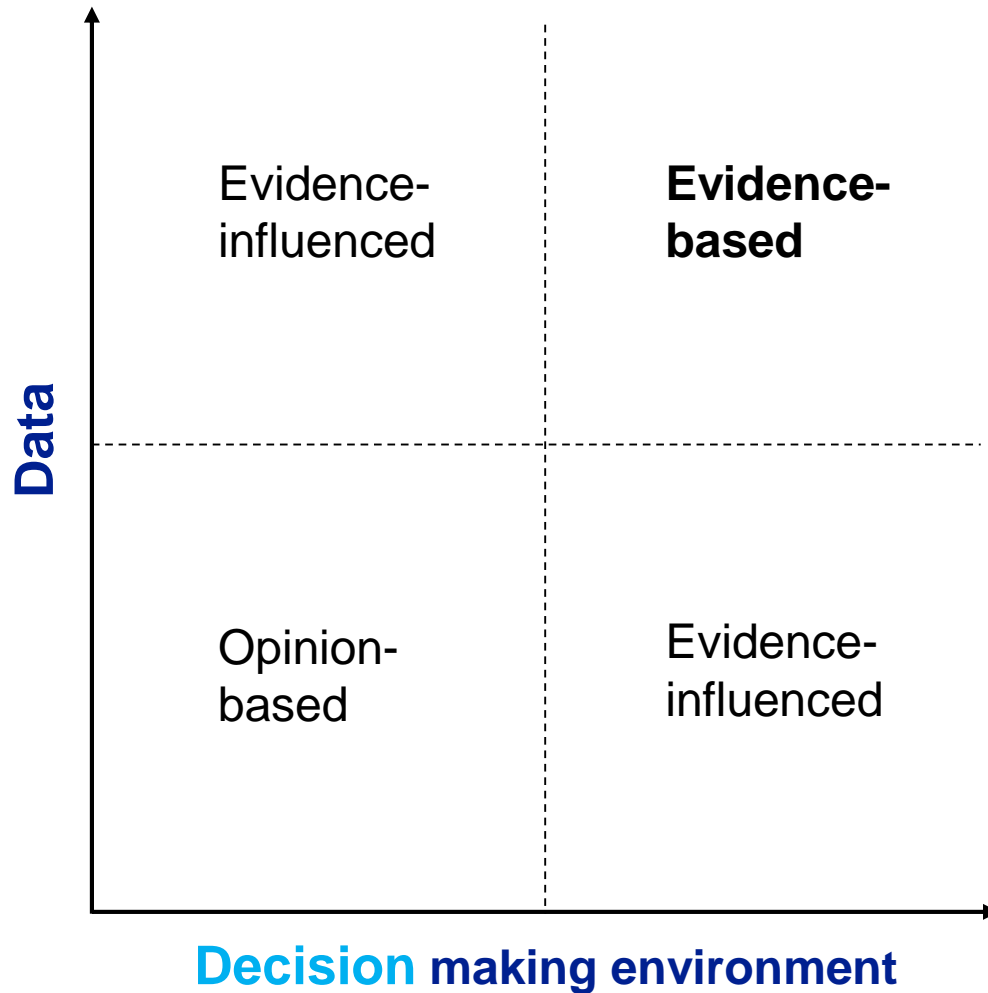 Evidence-
influenced
Evidence-
based
Data
Opinion-
based
Evidence-
influenced
Decision making environment